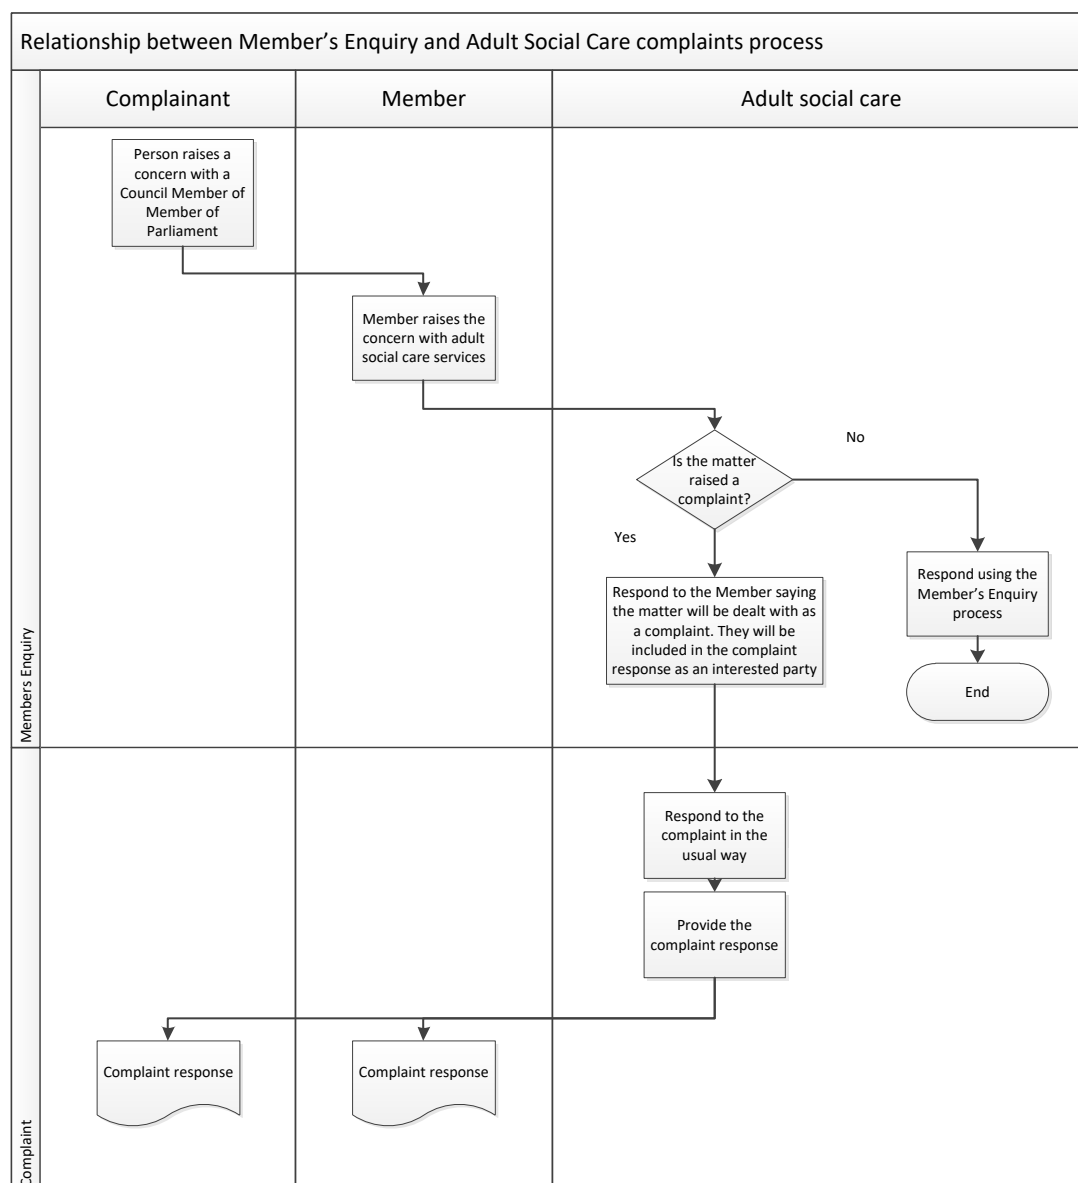 Relationship between Member's Enquiry and Adult Social Care complaints process
Complainant
Member
Adult social care
Members Enquiry
Person raises a
concern with a
Council Member of
Member of
Parliament
Member raises the
concern with adult
social care services
Is the matter
raised a
complaint?
No
Yes
Respond to the Member saying
the matter will be dealt with as
a complaint. They will be
included in the complaint
response as an interested party
Respond using the
Member's Enquiry
process
End
Complaint
Respond to the
complaint in the
usual way
Provide the
complaint response
Complaint response
Complaint response